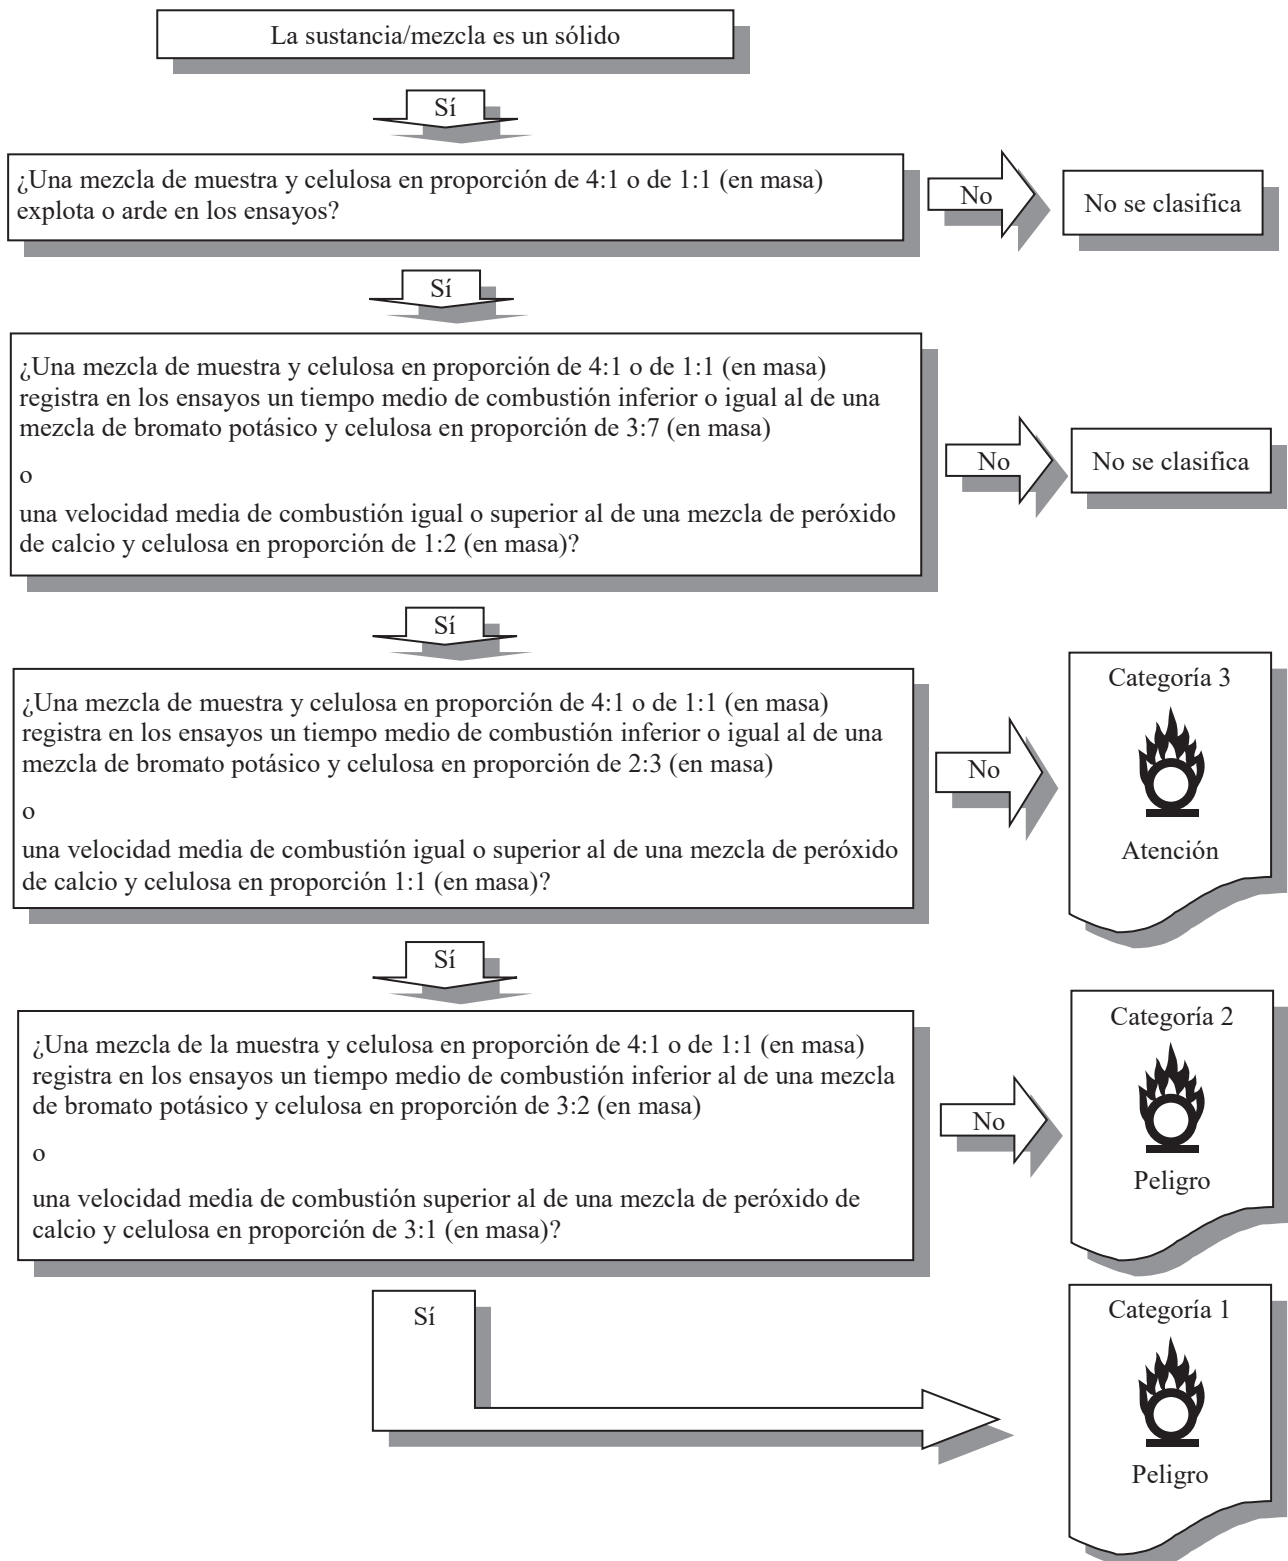 La sustancia/mezcla es un sólido
Sí
¿Una mezcla de muestra y celulosa en proporción de 4:1 o de 1:1 (en masa)
explota o arde en los ensayos?
No
No se clasifica
Sí
¿Una mezcla de muestra y celulosa en proporción de 4:1 o de 1:1 (en masa)
registra en los ensayos un tiempo medio de combustión inferior o igual al de una
mezcla de bromato potásico y celulosa en proporción de 3:7 (en masa)
o
una velocidad media de combustión igual o superior al de una mezcla de peróxido
de calcio y celulosa en proporción de 1:2 (en masa)?
No
No se clasifica
Sí
¿Una mezcla de muestra y celulosa en proporción de 4:1 o de 1:1 (en masa)
registra en los ensayos un tiempo medio de combustión inferior o igual al de una
mezcla de bromato potásico y celulosa en proporción de 2:3 (en masa)
o
una velocidad media de combustión igual o superior al de una mezcla de peróxido
de calcio y celulosa en proporción 1:1 (en masa)?
No
Categoría 3
Atención
Sí
¿Una mezcla de la muestra y celulosa en proporción de 4:1 o de 1:1 (en masa)
registra en los ensayos un tiempo medio de combustión inferior al de una mezcla
de bromato potásico y celulosa en proporción de 3:2 (en masa)
o
una velocidad media de combustión superior al de una mezcla de peróxido de
calcio y celulosa en proporción de 3:1 (en masa)?
No
Categoría 2
Peligro
Sí
Categoría 1
Peligro